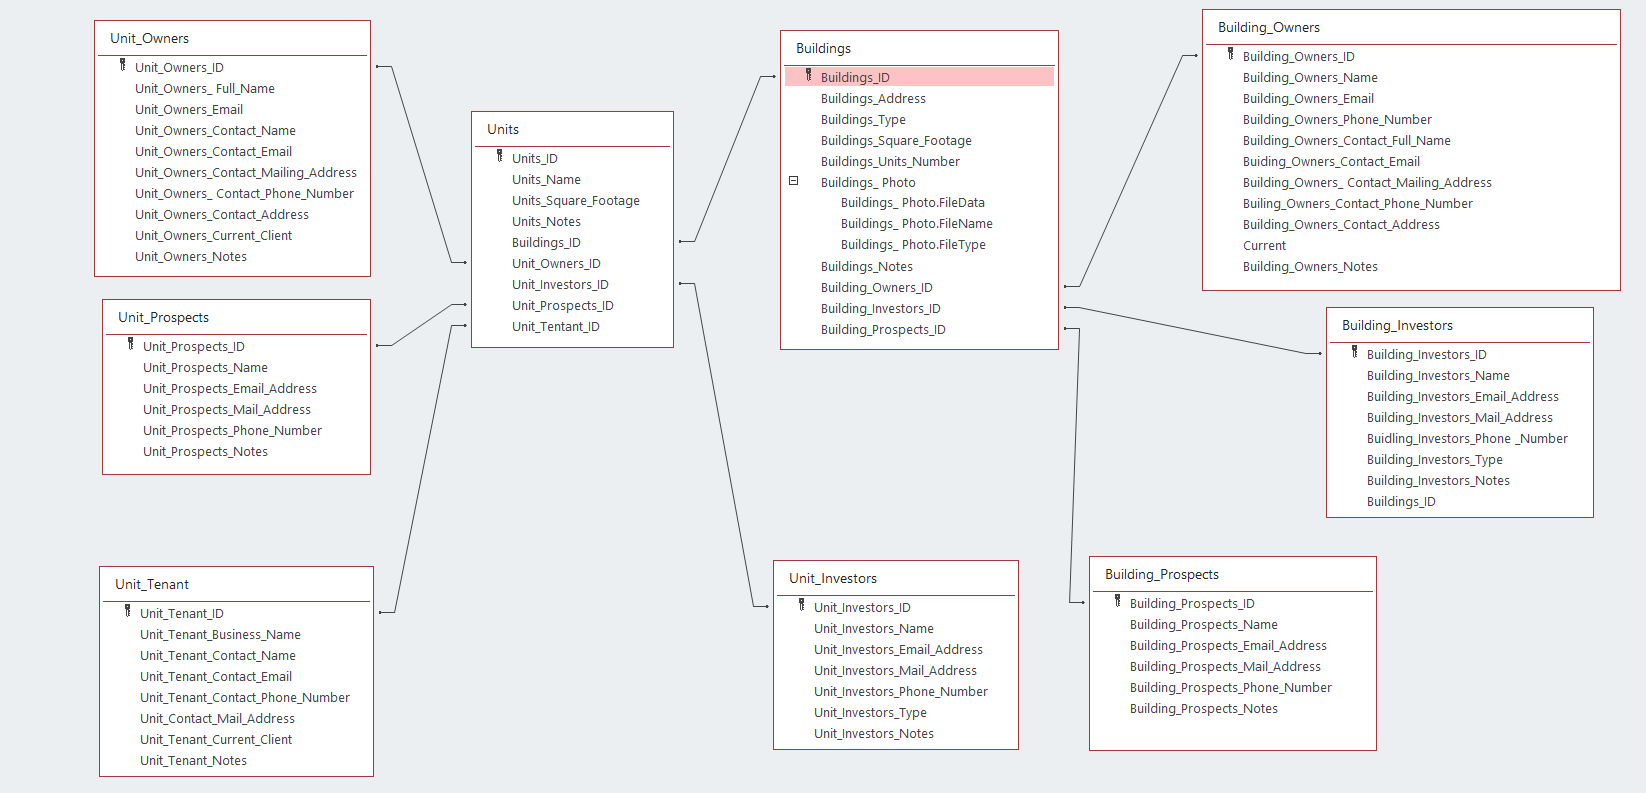 Unit_Owners
Unit_Owners_ID
Unit_Owners_ Full_Name
Unit_Owners_Email
Unit_Owners_Contact_Name
Unit_Owners_Contact_Email
Unit_Owners_Contact_Mailing_Address
Unit_Owners_ Contact_Phone_Number
Unit_Owners_Contact_Address
Unit_Owners_Current_Client
Unit_Owners_Notes
Unit_Prospects
Unit_Prospects_ID
Unit_Prospects_Name
Unit_Prospects_Email_Address
Unit_Prospects_Mail_Address
Unit_Prospects_Phone_Number
Unit_Prospects_Notes
Unit_Tenant
Unit_Tenant_ID
Unit_Tenant_Business_Name
Unit_Tenant_Contact_Name
Unit_Tenant_Contact_Email
Unit_Tenant_Contact_Phone_Number
Unit_Contact_Mail_Address
Unit_Tenant_Current_Client
Unit_Tenant_Notes
Units
Units_ID
Units_Name
Units_Square_Footage
Units_Notes
Buildings_ID
Unit_Owners_ID
Unit_Investors_ID
Unit_Prospects_ID
Unit_Tentant_ID
Buildings
Buildings_ID
Buildings_Address
Buildings_Type
Buildings_Square_Footage
Buildings_Units_Number
Buildings_ Photo
Buildings_ Photo.FileData
Buildings_ Photo.FileName
Buildings_ Photo.FileType
Buildings_Notes
Building_Owners_ID
Building_Investors_ID
Building_Prospects_ID
Unit_Investors
Unit_Investors_ID
Unit_Investors_Name
Unit_Investors_Email_Address
Unit_Investors_Mail_Address
Unit_Investors_Phone_Number
Unit_Investors_Type
Unit_Investors_Notes
Building_Owners
Building_Owners_ID
Building_Owners_Name
Building_Owners_Email
Building_Owners_Phone_Number
Building_Owners_Contact_Full_Name
Buiding_Owners_Contact_Email
Building_Owners_ Contact_Mailing_Address
Builing_Owners_Contact_Phone_Number
Building_Owners_Contact_Address
Current
Building_Owners_Notes
Building_Investors
Building_Investors_ID
Building_Investors_Name
Building_Investors_Email_Address
Building_Investors_Mail_Address
Buidling_Investors_Phone _Number
Building_Investors_Type
Building_Investors_Notes
Buildings_ID
Building_Prospects
Building_Prospects_ID
Building_Prospects_Name
Building_Prospects_Email_Address
Building_Prospects_Mail_Address
Building_Prospects_Phone_Number
Building_Prospects_Notes